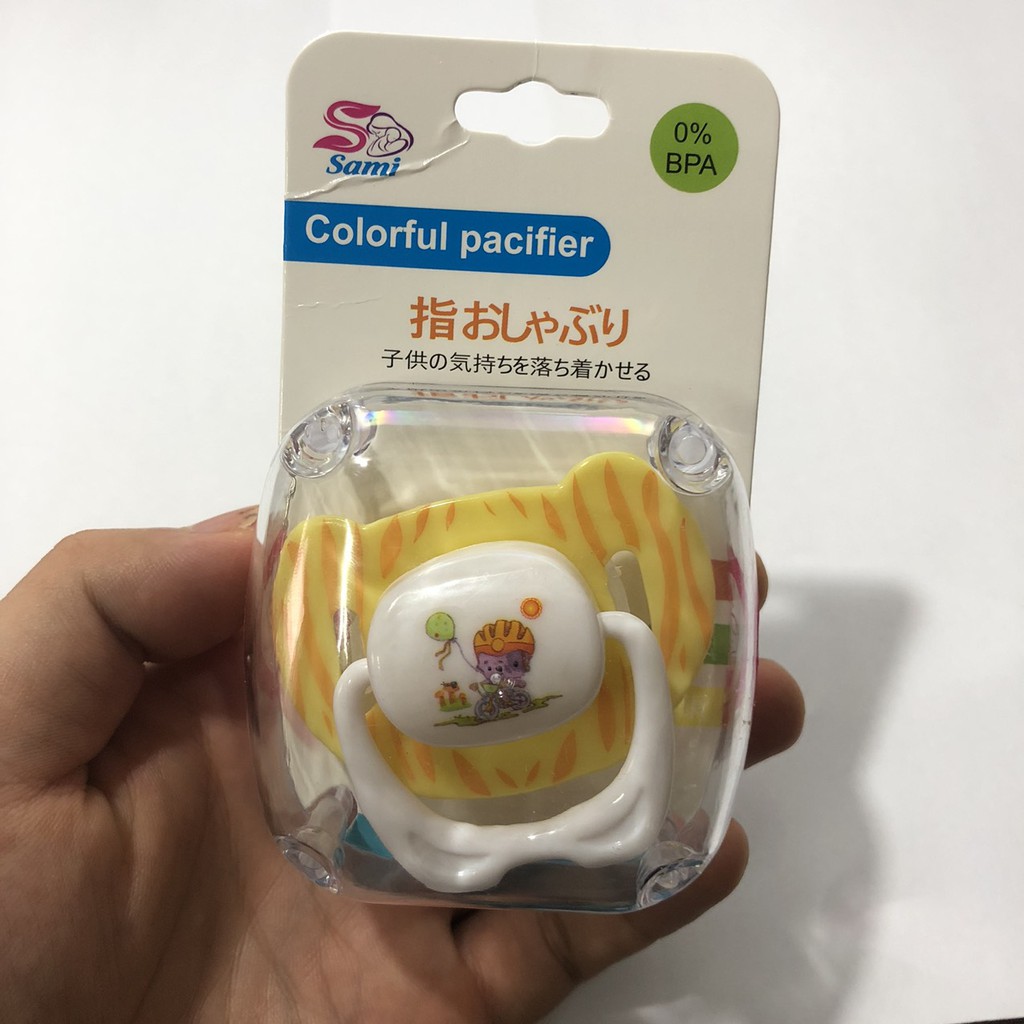 Sami
0%
BPA
Colorful pacifier
指おしゃぶり
子供の気持ちを落ち着かせる